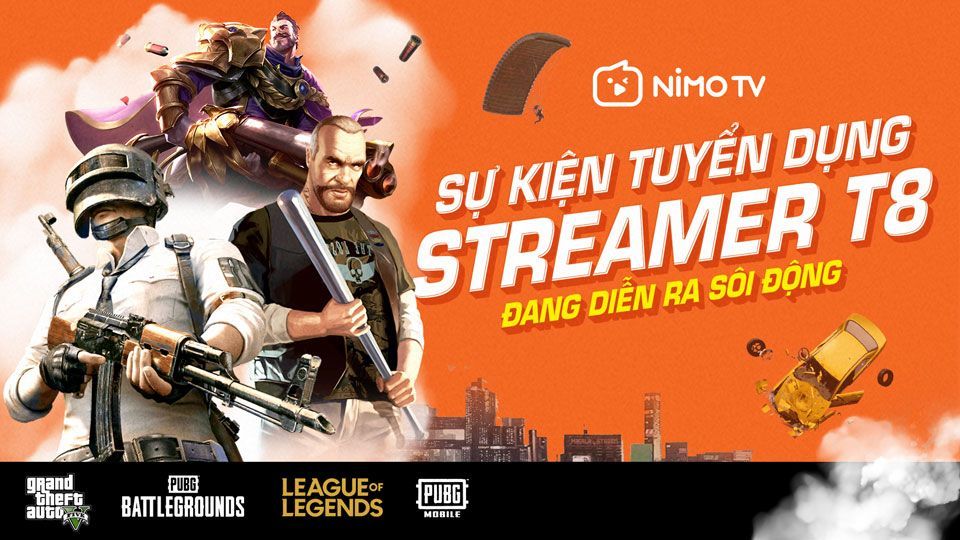 NIMO TV
SỰ KIỆN TUYỂN DỤNG
STREAMER T8
ĐANG DIỄN RA SÔI ĐỘNG
grand
theft
auto
V
FIVE
PUBG
BATTLEGROUNDS
LEAGUE OF
LEGENDS
PUBG
MOBILE